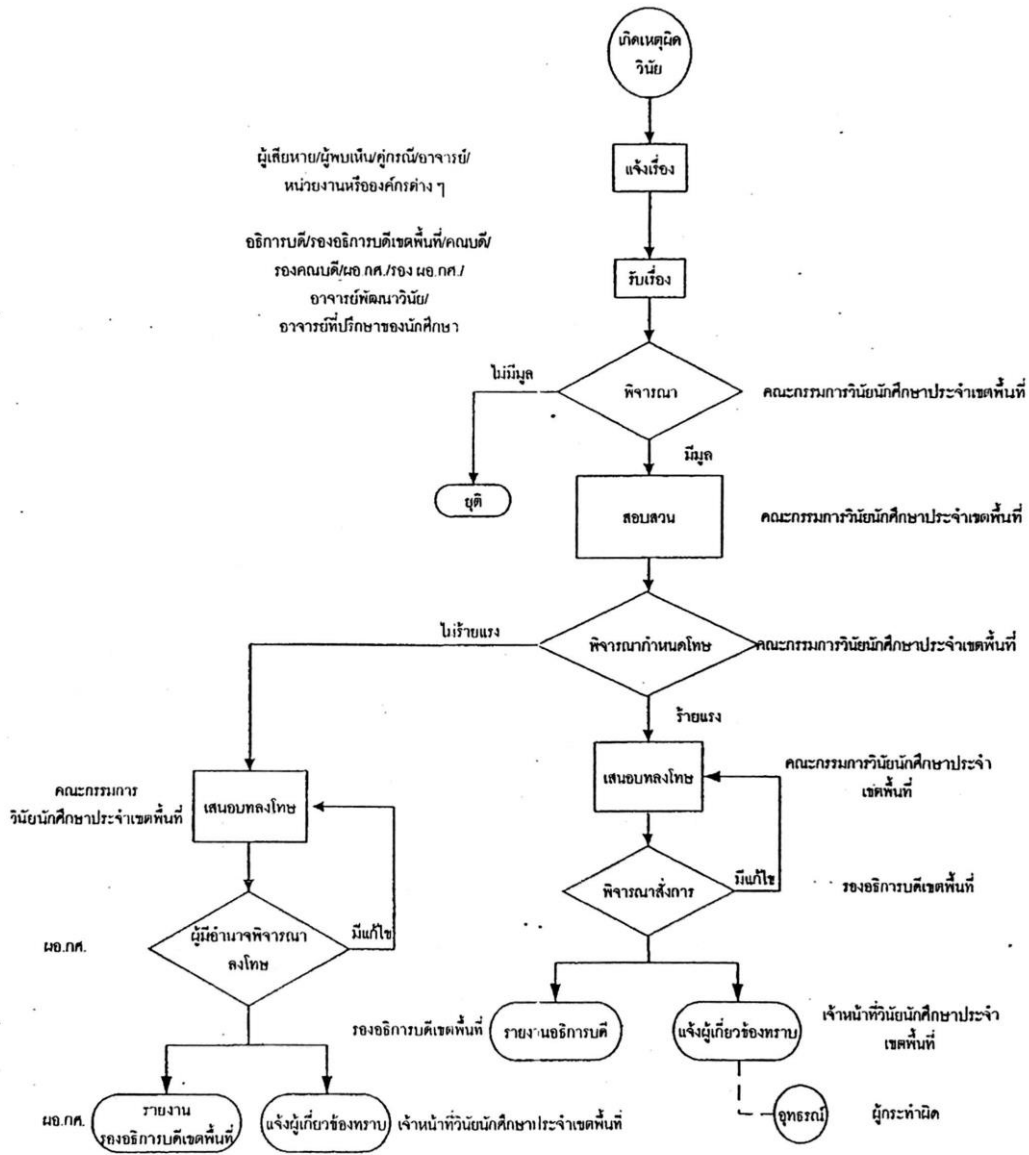 เกิดเหตุผิด
วินัย
ผู้เสียหาย/ผู้พบเห็น/คู่กรณี/อาจารย์/
หน่วยงานหรือองค์กรต่าง ๆ
แจ้งเรื่อง
อธิการบดี/รองอธิการบดีเขตพื้นที่/คณบดี/
รองคณบดี/ผอ.กศ./รอง ผอ.กศ./
อาจารย์พัฒนาวินัย/
อาจารย์ที่ปรึกษาของนักศึกษา
รับเรื่อง
ไม่มีมูล
พิจารณา
คณะกรรมการวินัยนักศึกษาประจำเขตพื้นที่
มีมูล
ยุติ
สอบสวน
คณะกรรมการวินัยนักศึกษาประจำเขตพื้นที่
ไม่ร้ายแรง
พิจารณากำหนดโทษ
คณะกรรมการวินัยนักศึกษาประจำเขตพื้นที่
ร้ายแรง
เสนอบทลงโทษ
คณะกรรมการวินัยนักศึกษาประจำ
เขตพื้นที่
คณะกรรมการ
วินัยนักศึกษาประจำเขตพื้นที่
เสนอบทลงโทษ
พิจารณาสั่งการ
มีแก้ไข
รองอธิการบดีเขตพื้นที่
ผอ.กศ.
ผู้มีอำนาจพิจารณา
ลงโทษ
มีแก้ไข
รองอธิการบดีเขตพื้นที่
รายงานอธิการบดี
แจ้งผู้เกี่ยวข้องทราบ
เจ้าหน้าที่วินัยนักศึกษาประจำ
เขตพื้นที่
ผอ.กศ.
รายงาน
รองอธิการบดีเขตพื้นที่
แจ้งผู้เกี่ยวข้องทราบ
เจ้าหน้าที่วินัยนักศึกษาประจำเขตพื้นที่
อุทธรณ์
ผู้กระทำผิด